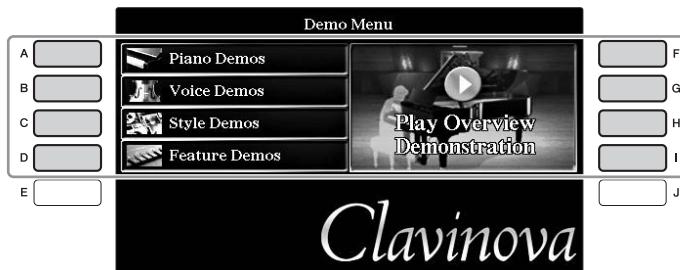 Demo Menu
A
Piano Demos
F
B
Voice Demos
G
C
Style Demos
Play Overview
H
D
Feature Demos
Demonstration
I
E
J
Clavinova